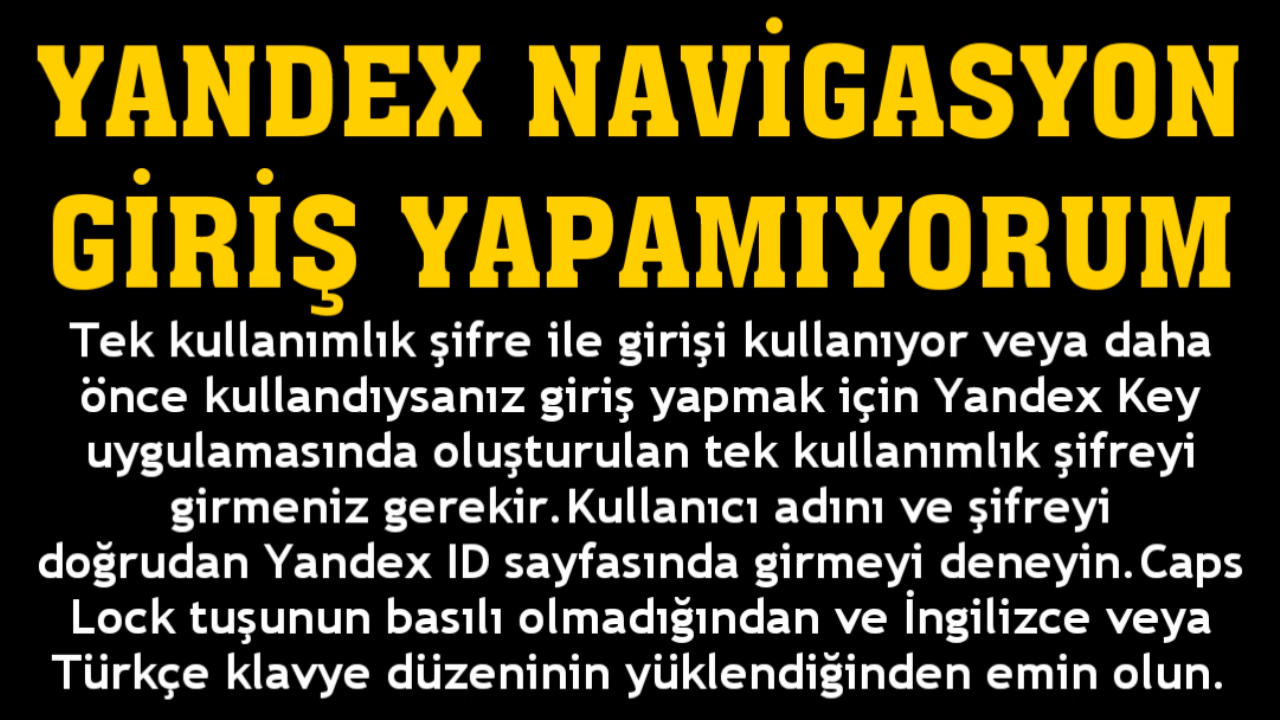 YANDEX NAVİGASYON
GİRİŞ YAPAMIYORUM
Tek kullanımlık şifre ile girişi kullanıyor veya daha
önce kullandıysanız giriş yapmak için Yandex Key
uygulamasında oluşturulan tek kullanımlık şifreyi
girmeniz gerekir.Kullanıcı adını ve şifreyi
doğrudan Yandex ID sayfasında girmeyi deneyin.Caps
Lock tuşunun basılı olmadığından ve İngilizce veya
Türkçe klavye düzeninin yüklendiğinden emin olun.